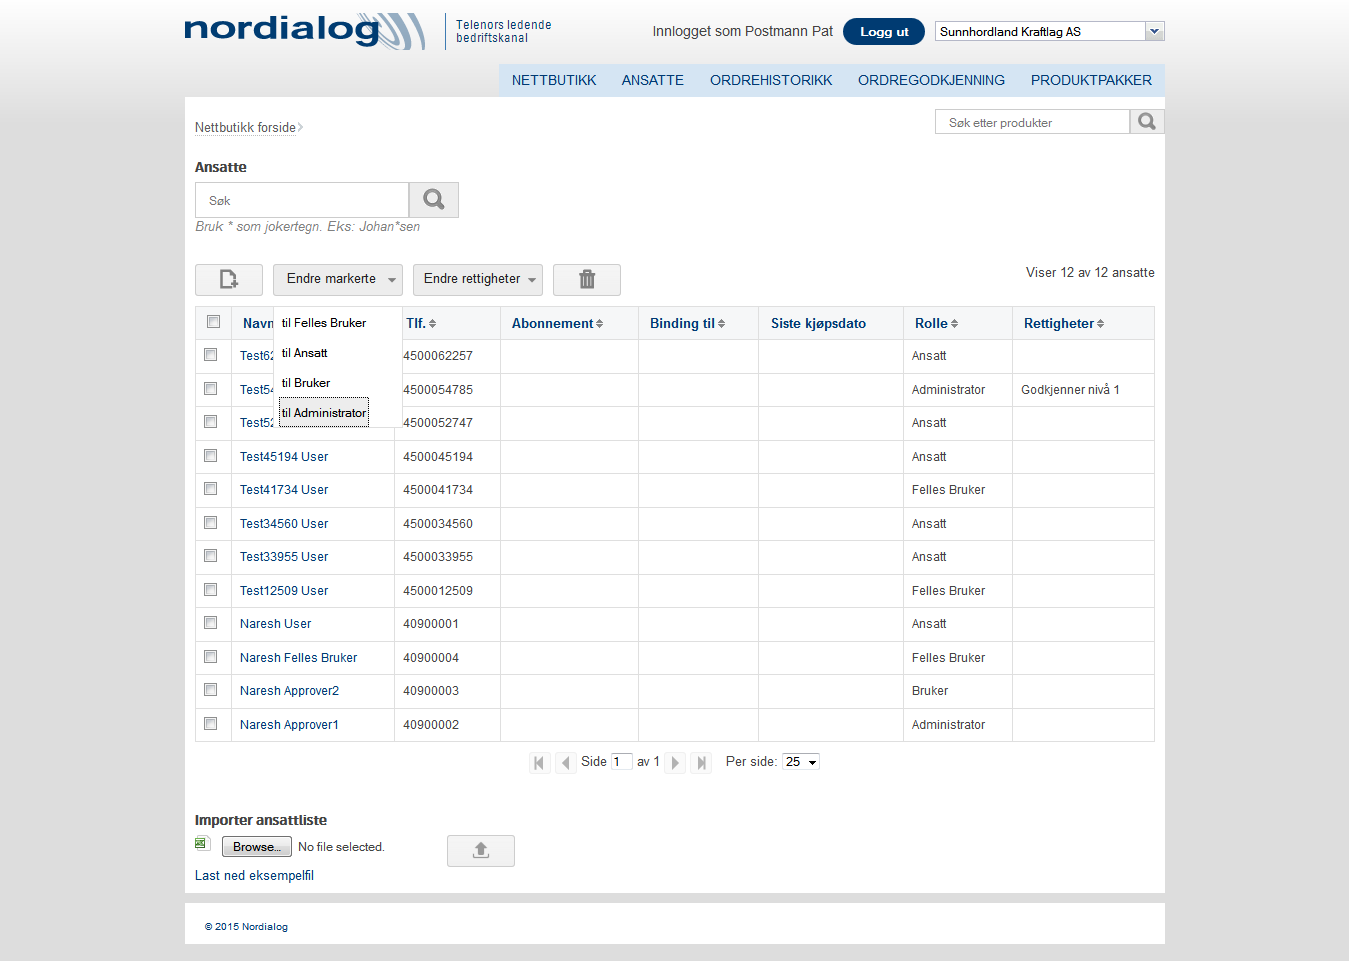 nordialog
Telenors ledende
bedriftskanal
Innlogget som Postmann Pat
Logg ut
Sunnhordland Kraftlag AS
NETTBUTIKK ANSATTE ORDREHISTORIKK ORDREGODKJENNING PRODUKTPAKKER
Nettbutikk forside
Søk etter produkter
Ansatte
Søk
Bruk * som jokertegn. Eks: Johan*sen
Endre markerte Endre rettigheter
Viser 12 av 12 ansatte
Navn Tlf. Abonnement Binding til Siste kjøpsdato Rolle Rettigheter
til Felles Bruker
til Ansatt
til Bruker
til Administrator
Test62 4500062257 Ansatt
Test54 4500054785 Administrator Godkjenner nivå 1
Test52 4500052747 Ansatt
Test45194 User 4500045194 Ansatt
Test41734 User 4500041734 Felles Bruker
Test34560 User 4500034560 Ansatt
Test33955 User 4500033955 Ansatt
Test12509 User 4500012509 Felles Bruker
Naresh User 40900001 Ansatt
Naresh Felles Bruker 40900004 Felles Bruker
Naresh Approver2 40900003 Bruker
Naresh Approver1 40900002 Administrator
Side 1 av 1 Per side: 25
Importer ansattliste
Browse... No file selected.
Last ned eksempelfil
© 2015 Nordialog